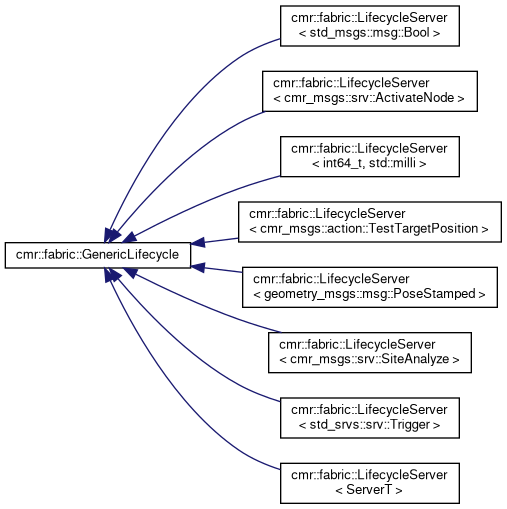 cmr::fabric::LifecycleServer
< std_msgs::msg::Bool >
cmr::fabric::LifecycleServer
< cmr_msgs::srv::ActivateNode >
cmr::fabric::LifecycleServer
< int64_t, std::milli >
cmr::fabric::LifecycleServer
< cmr_msgs::action::TestTargetPosition >
cmr::fabric::GenericLifecycle
cmr::fabric::LifecycleServer
< geometry_msgs::msg::PoseStamped >
cmr::fabric::LifecycleServer
< cmr_msgs::srv::SiteAnalyze >
cmr::fabric::LifecycleServer
< std_srvs::srv::Trigger >
cmr::fabric::LifecycleServer
< ServerT >